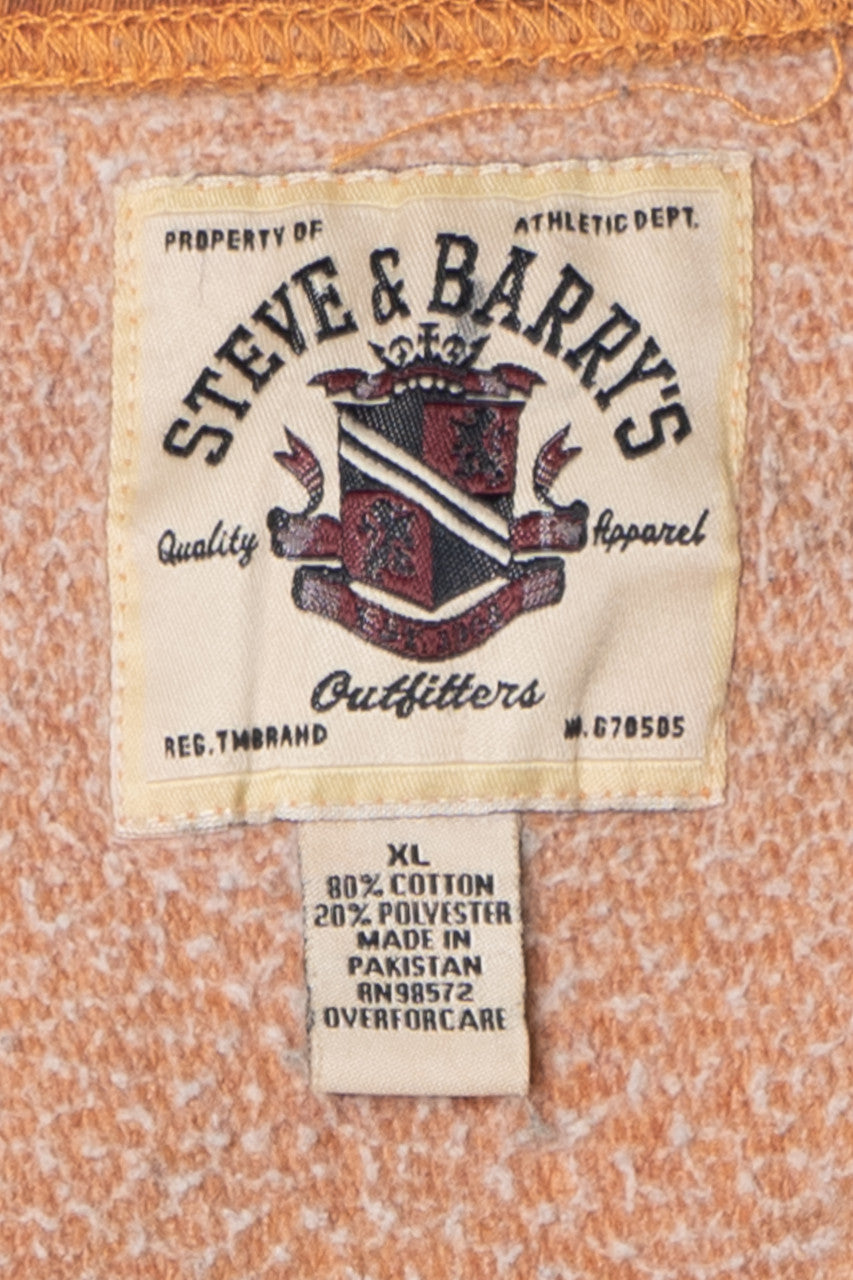 PROPERTY OF
ATHLETIC DEPT.
STEVE & BARRY'S
Quality
Apparel
Outfitters
REG.TMBRAND
670505
XL
80% COTTON
20% POLYESTER
MADE IN
PAKISTAN
RN98572
OVERFORCARE